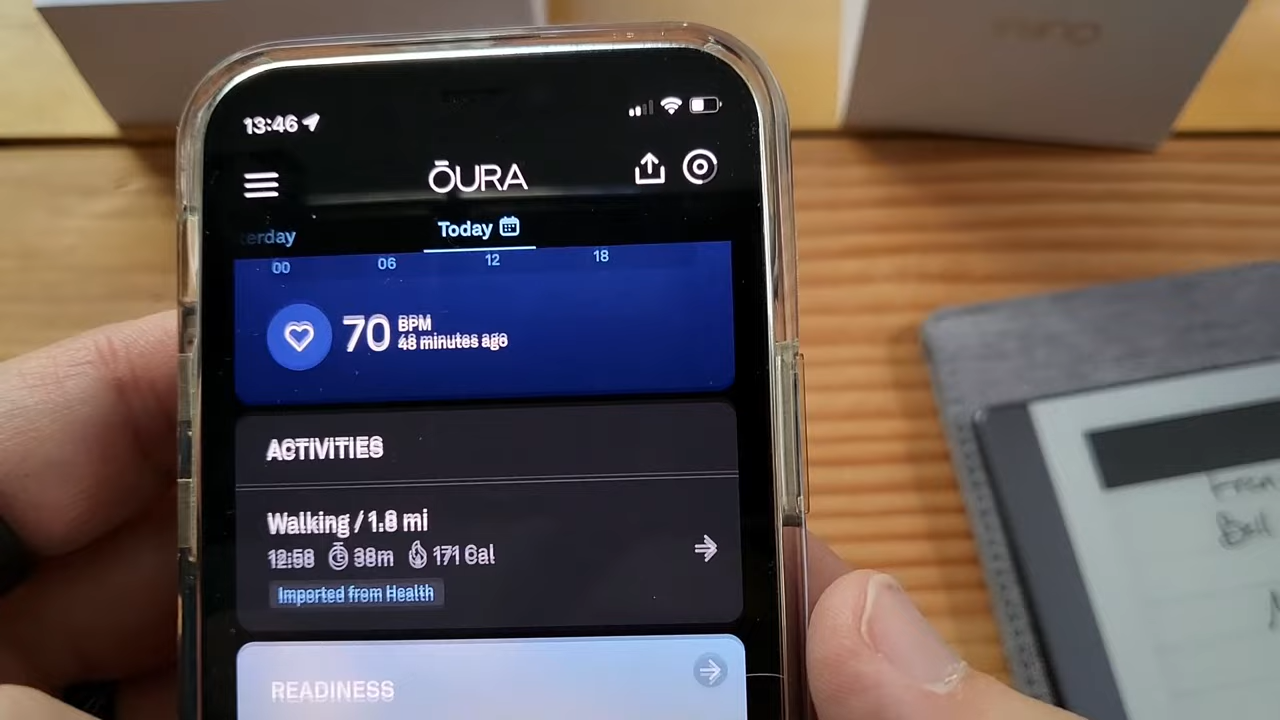 13:46
ŌURA
terday
Today
00 06 12 18
70 BPM
48 minutes ago
ACTIVITIES
Walking / 1.8 mi
12:58 38m 171 Cal
Imported from Health
READINESS